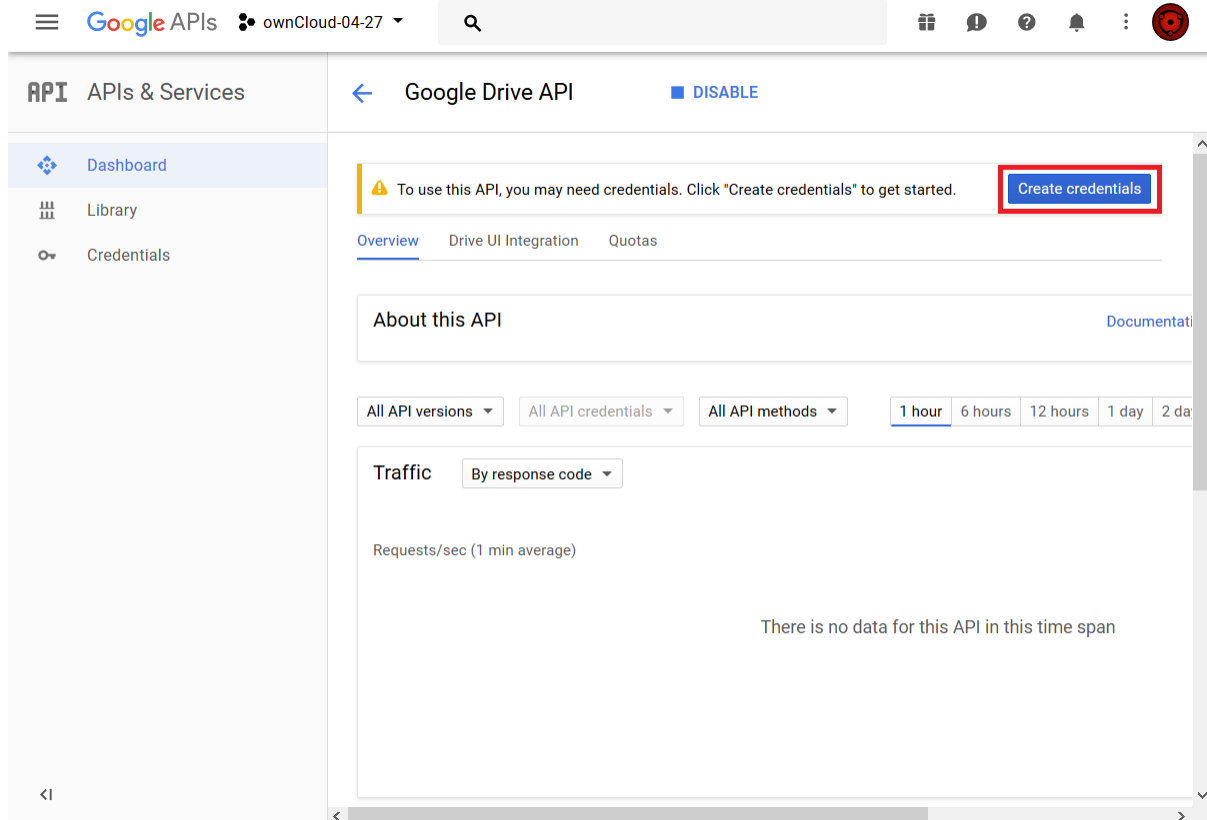 Google APIs ownCloud-04-27
API APIs & Services
Google Drive API DISABLE
Dashboard
Library
Credentials
To use this API, you may need credentials. Click "Create credentials" to get started. Create credentials
Overview Drive UI Integration Quotas
About this API Documentati
All API versions All API credentials All API methods 1 hour 6 hours 12 hours 1 day 2 da
Traffic By response code
Requests/sec (1 min average)
There is no data for this API in this time span